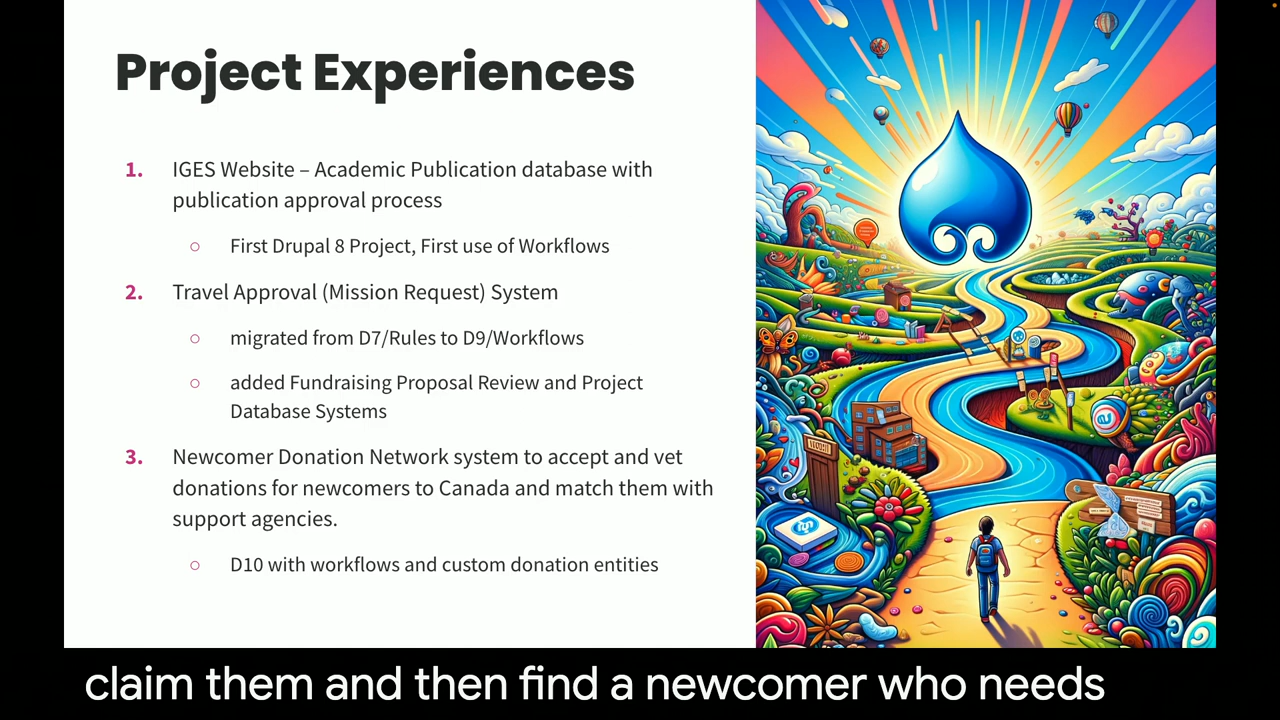 Project Experiences
1. IGES Website – Academic Publication database with
publication approval process
○ First Drupal 8 Project, First use of Workflows
2. Travel Approval (Mission Request) System
○ migrated from D7/Rules to D9/Workflows
○ added Fundraising Proposal Review and Project
Database Systems
3. Newcomer Donation Network system to accept and vet
donations for newcomers to Canada and match them with
support agencies.
○ D10 with workflows and custom donation entities
claim them and then find a newcomer who needs